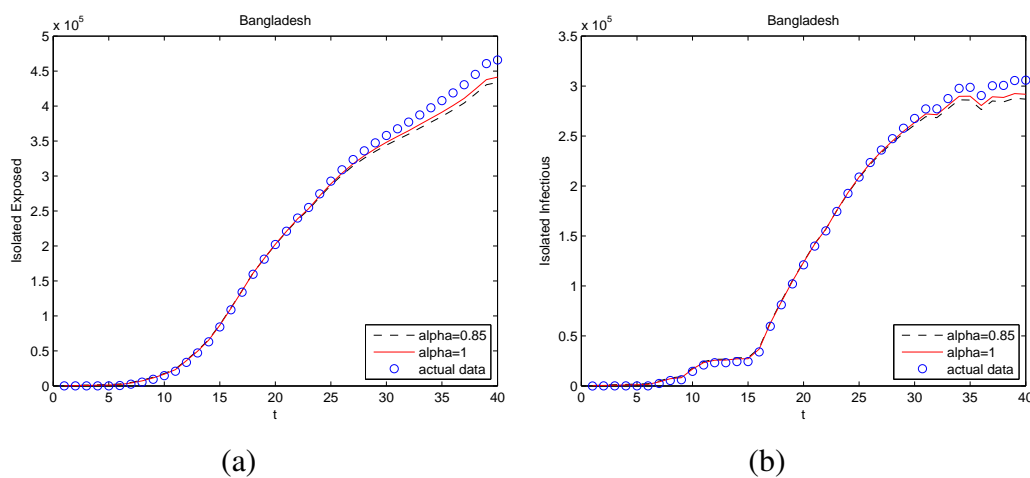 Bangladesh
x 10^5
5
4.5
4
3.5
3
2.5
2
1.5
1
0.5
0
Isolated Exposed
0 5 10 15 20 25 30 35 40
t
alpha=0.85
alpha=1
actual data
(a)
Bangladesh
x 10^5
3.5
3
2.5
2
1.5
1
0.5
0
Isolated Infectious
0 5 10 15 20 25 30 35 40
t
alpha=0.85
alpha=1
actual data
(b)